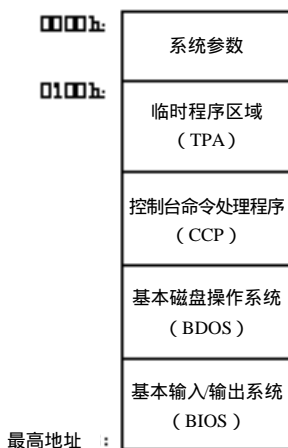 0000h:
系统参数
0100h:
临时程序区域
（TPA）
控制台命令处理程序
（CCP）
基本磁盘操作系统
（BDOS）
基本输入/输出系统
（BIOS）
最高地址 :